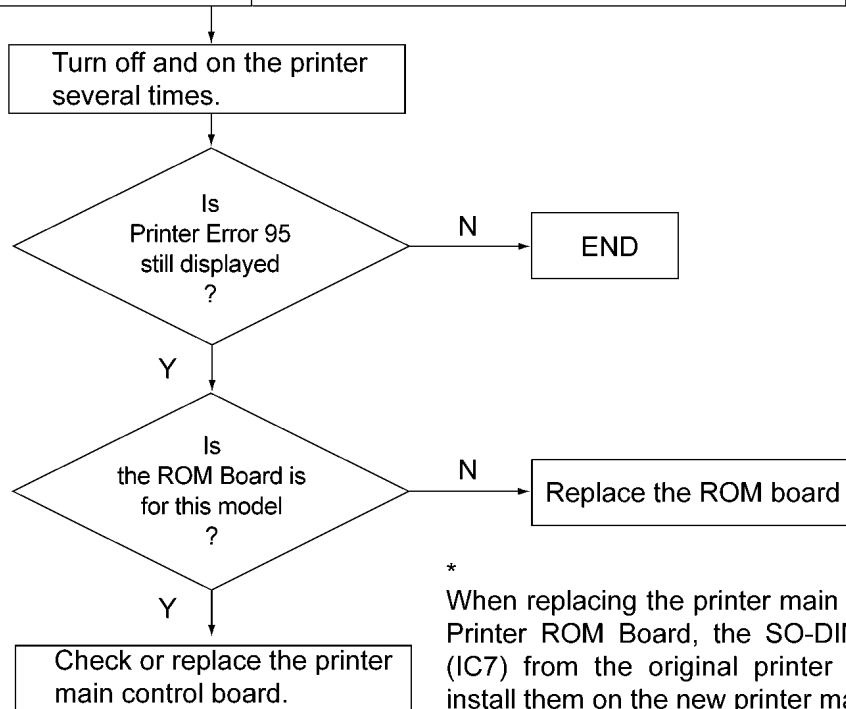 Turn off and on the printer
several times.
Is
Printer Error 95
still displayed
?
N
END
Y
Is
the ROM Board is
for this model
?
N
Replace the ROM board
Y
Check or replace the printer
main control board.
*
When replacing the printer main
Printer ROM Board, the
(IC7) from the original printer
install them on the new printer